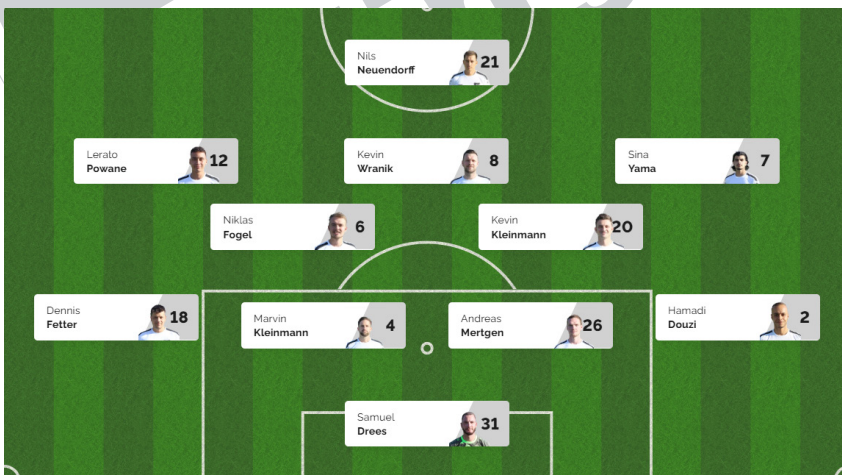 Nils
Neuendorff
21
Lerato
Powane
12
Kevin
Wranik
8
Sina
Yama
7
Niklas
Fogel
6
Kevin
Kleinmann
20
Dennis
Fetter
18
Marvin
Kleinmann
4
Andreas
Mertgen
26
Hamadi
Douzi
2
Samuel
Drees
31